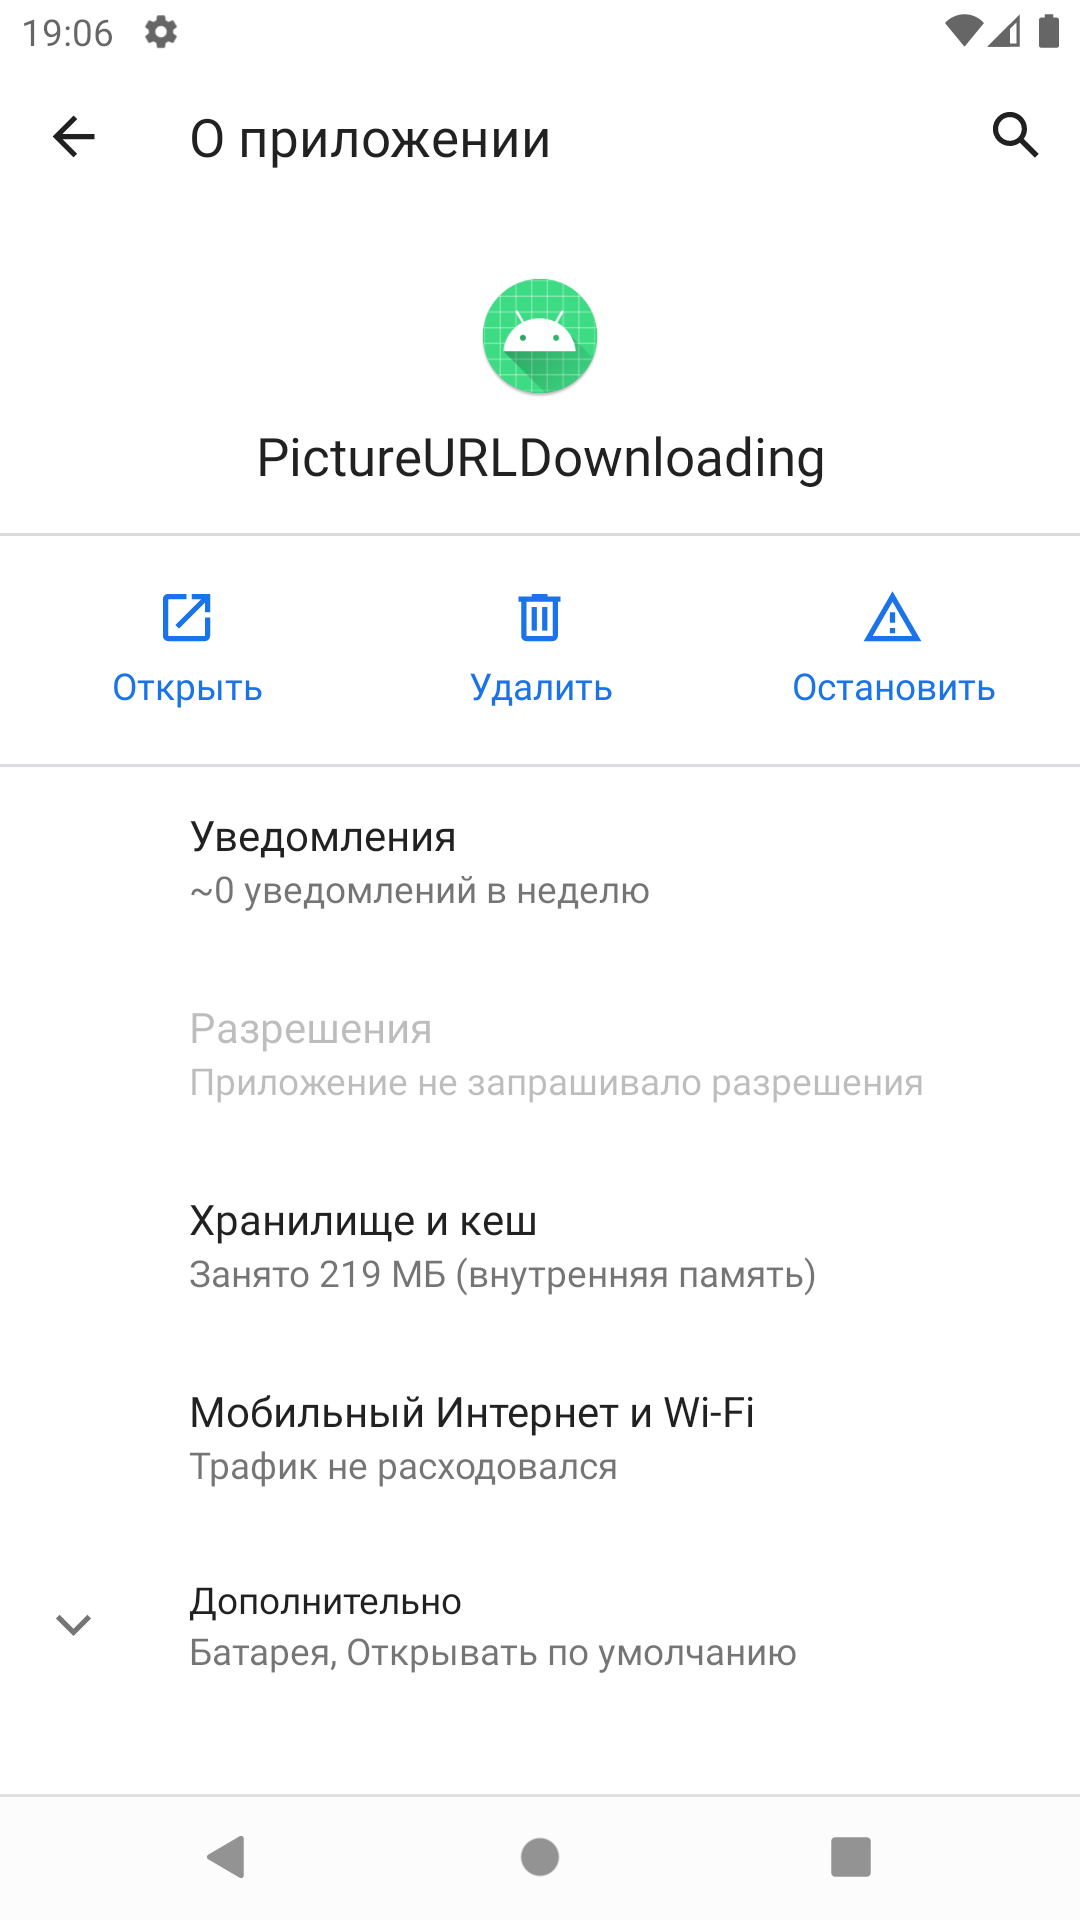 19:06
О приложении
PictureURLDownloading
Открыть
Удалить
Остановить
Уведомления
~0 уведомлений в неделю
Разрешения
Приложение не запрашивало разрешения
Хранилище и кеш
Занято 219 МБ (внутренняя память)
Мобильный Интернет и Wi-Fi
Трафик не расходовался
Дополнительно
Батарея, Открывать по умолчанию